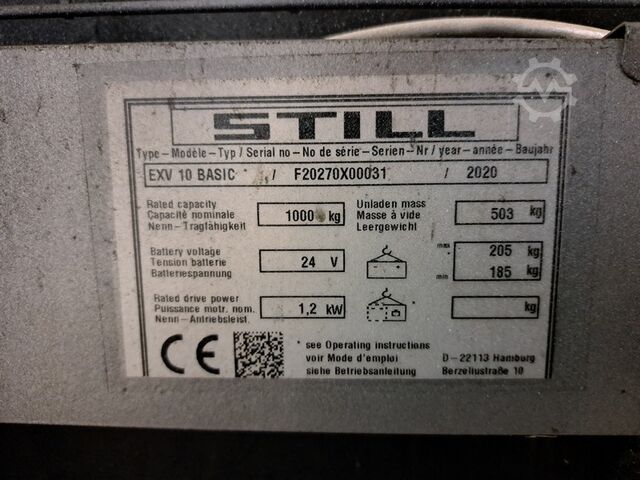 STILL
Type – Modèle – Typ / Serial no – No de série – Serien – Nr / year – année – Baujahr
EXV 10 BASIC / F20270X00031 / 2020
Rated capacity
Capacité nominale
Nenn – Tragfähigkeit
1000 kg
Unladen mass
Masse à vide
Leergewicht
503 kg
Battery voltage
Tension batterie
Batteriespannung
24 V
max 205 kg
min 185 kg
Rated drive power
Puissance motr. nom.
Nenn – Antriebsleist.
1,2 kW
kg
CE
* see Operating instructions
voir Mode d'emploi
siehe Betriebsanleitung
D – 22113 Hamburg
Berzeliustraße 10